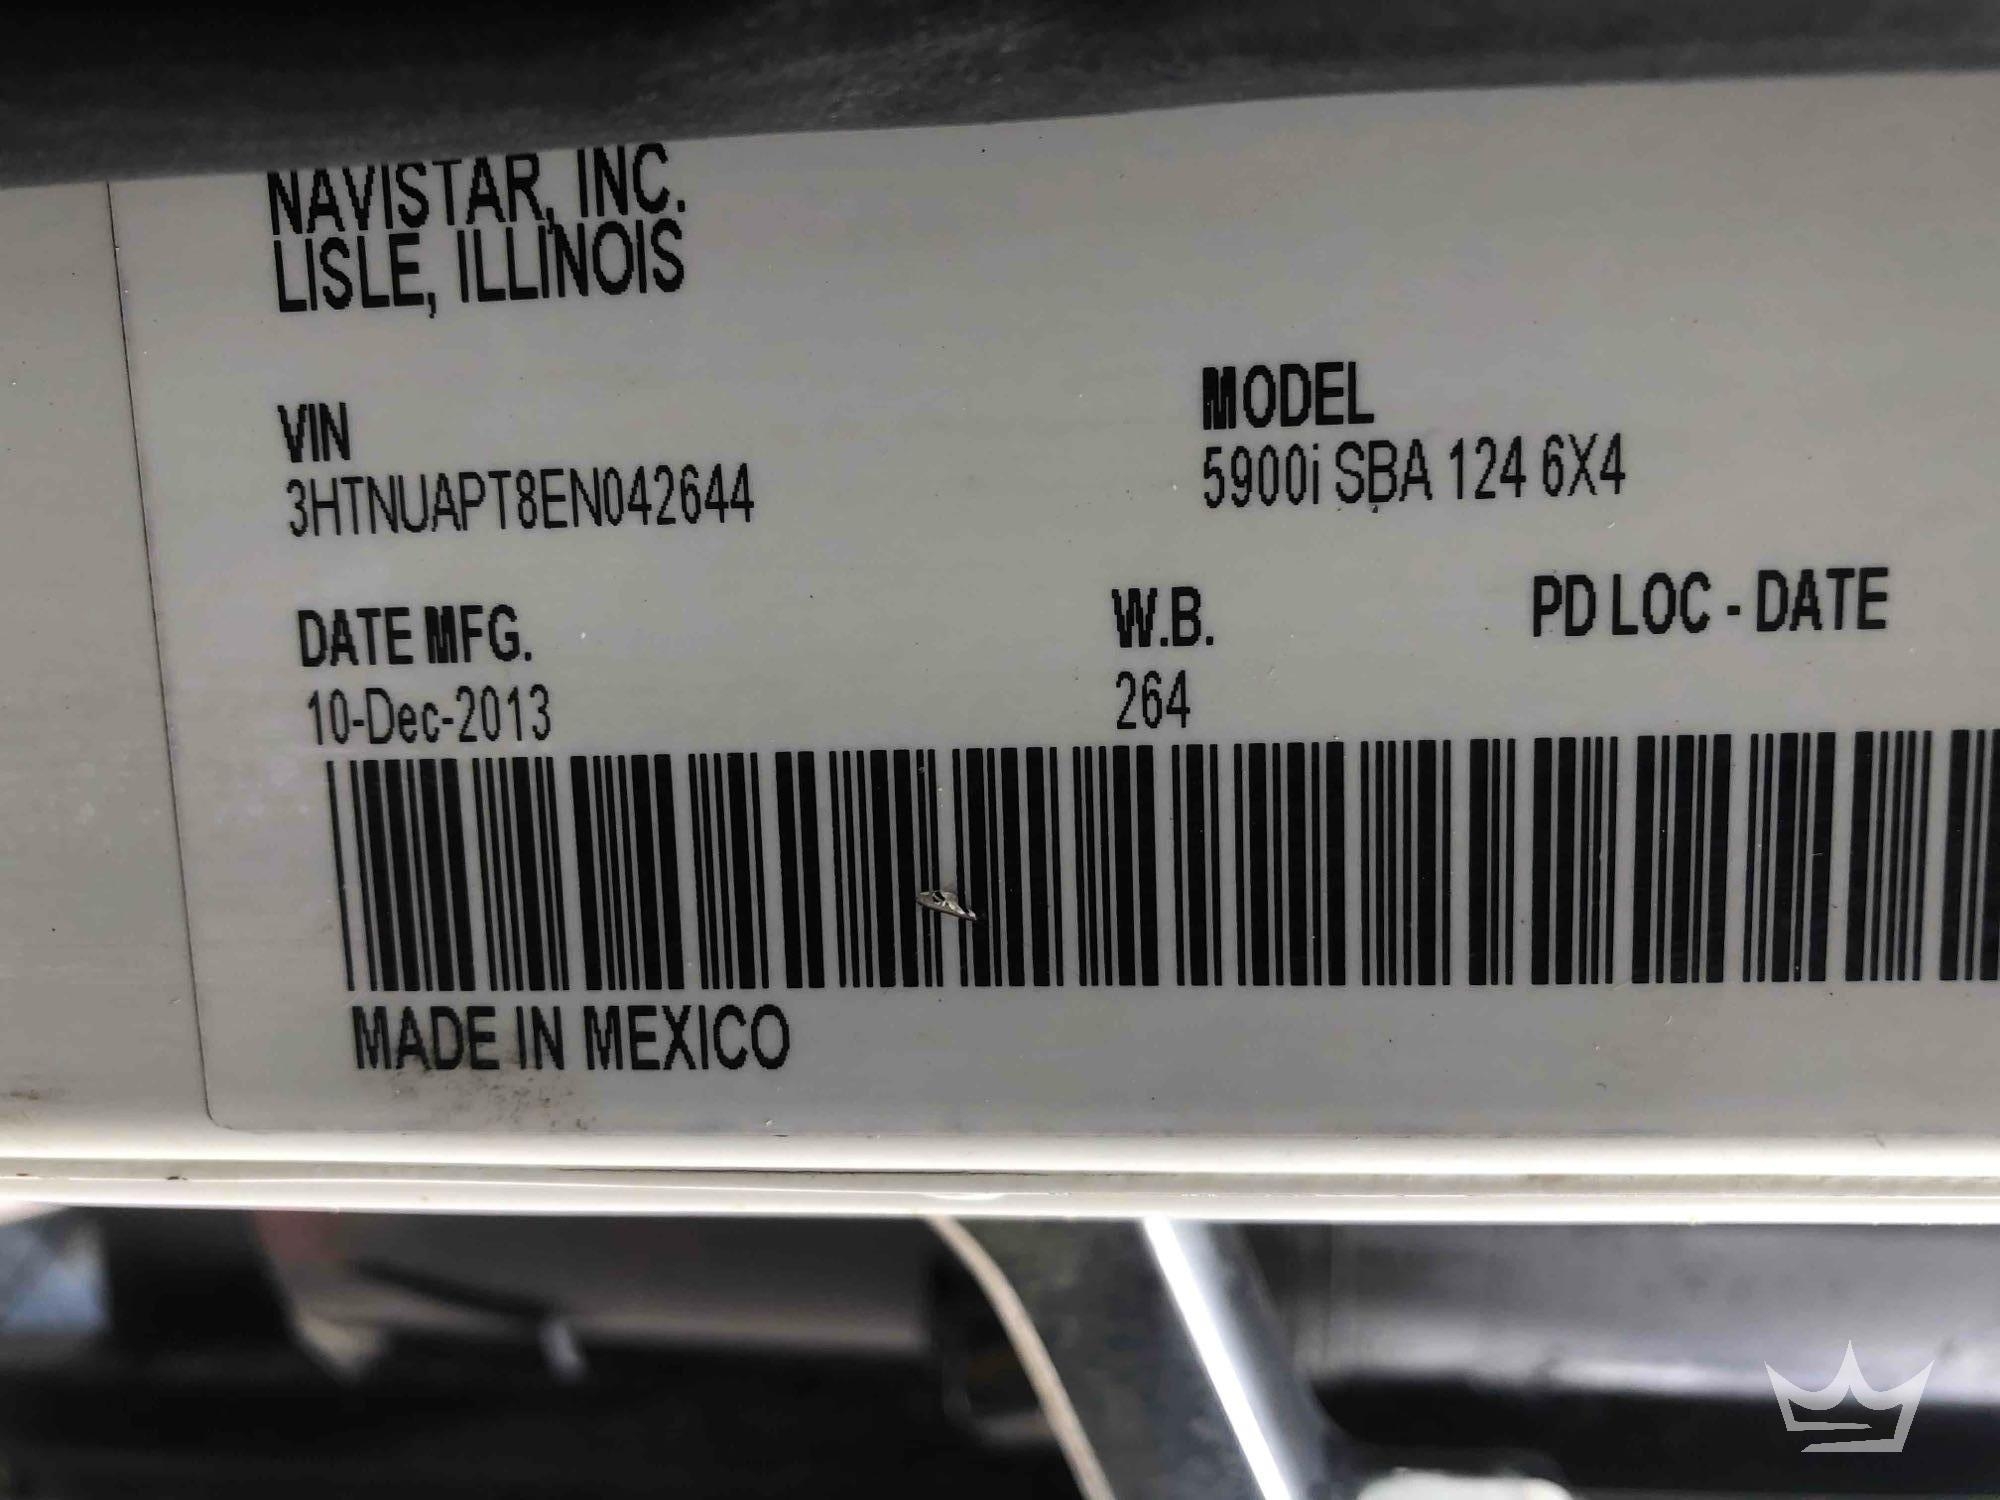 NAVISTAR, INC.
LISLE, ILLINOIS
VIN
3HTNUAPT8EN042644
MODEL
5900i SBA 124 6X4
DATE MFG.
10-Dec-2013
W.B.
264
PD LOC - DATE
MADE IN MEXICO